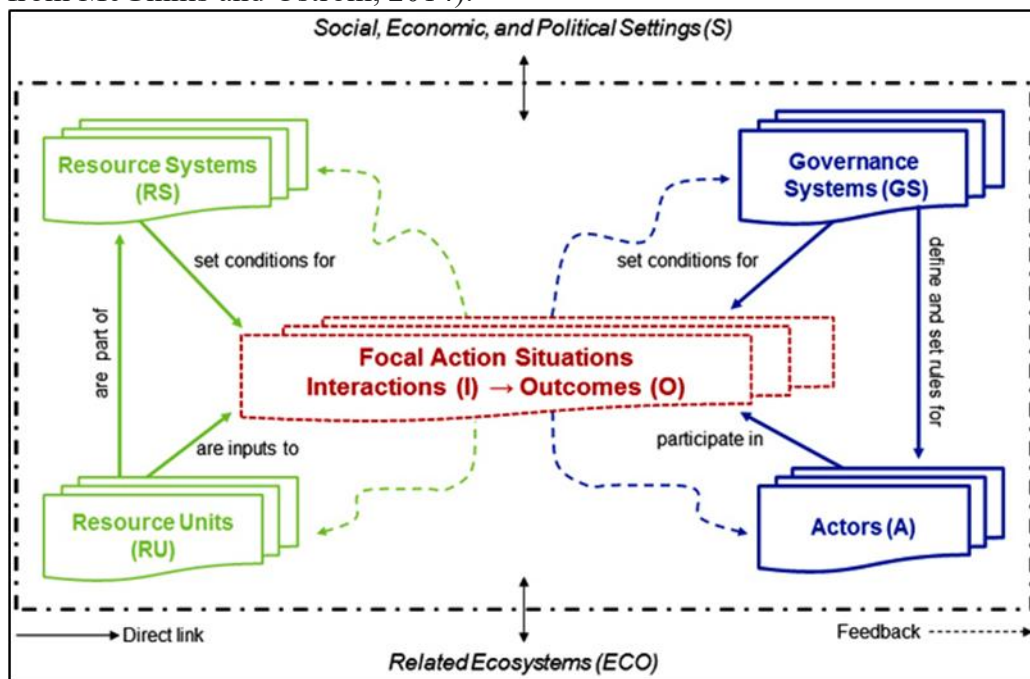 Social, Economic, and Political Settings (S)
Resource Systems
(RS)
Governance
Systems (GS)
set conditions for
set conditions for
define and set rules for
are part of
Focal Action Situations
Interactions (I) → Outcomes (O)
are inputs to
participate in
Resource Units
(RU)
Actors (A)
Direct link
Feedback
Related Ecosystems (ECO)